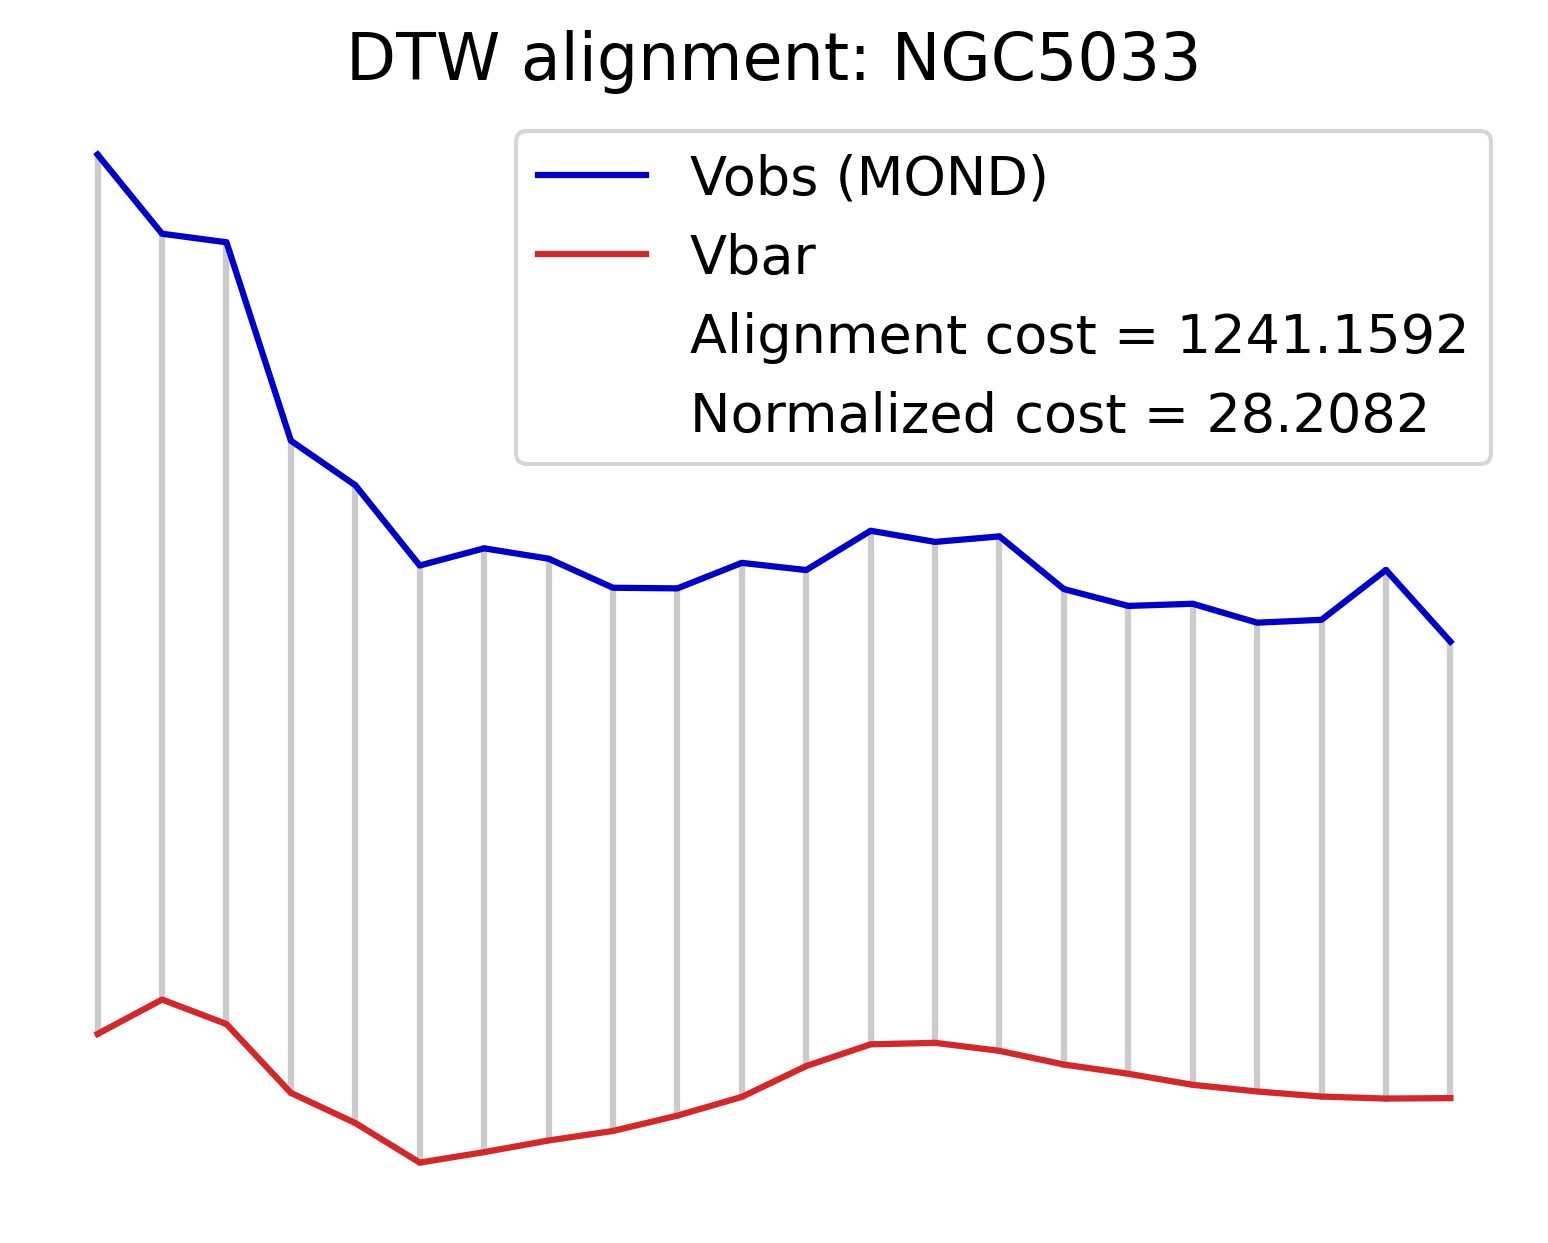 DTW alignment: NGC5033
Vobs (MOND)
Vbar
Alignment cost = 1241.1592
Normalized cost = 28.2082